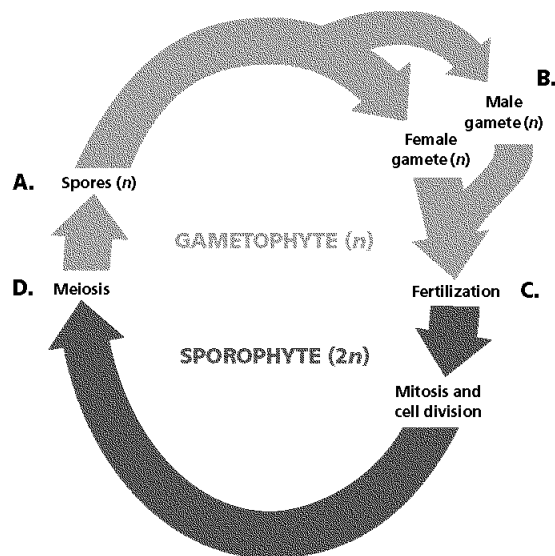 B.
Male
gamete (n)
Female
gamete (n)
A. Spores (n)
GAMETOPHYTE (n)
D. Meiosis
Fertilization C.
SPOROPHYTE (2n)
Mitosis and
cell division